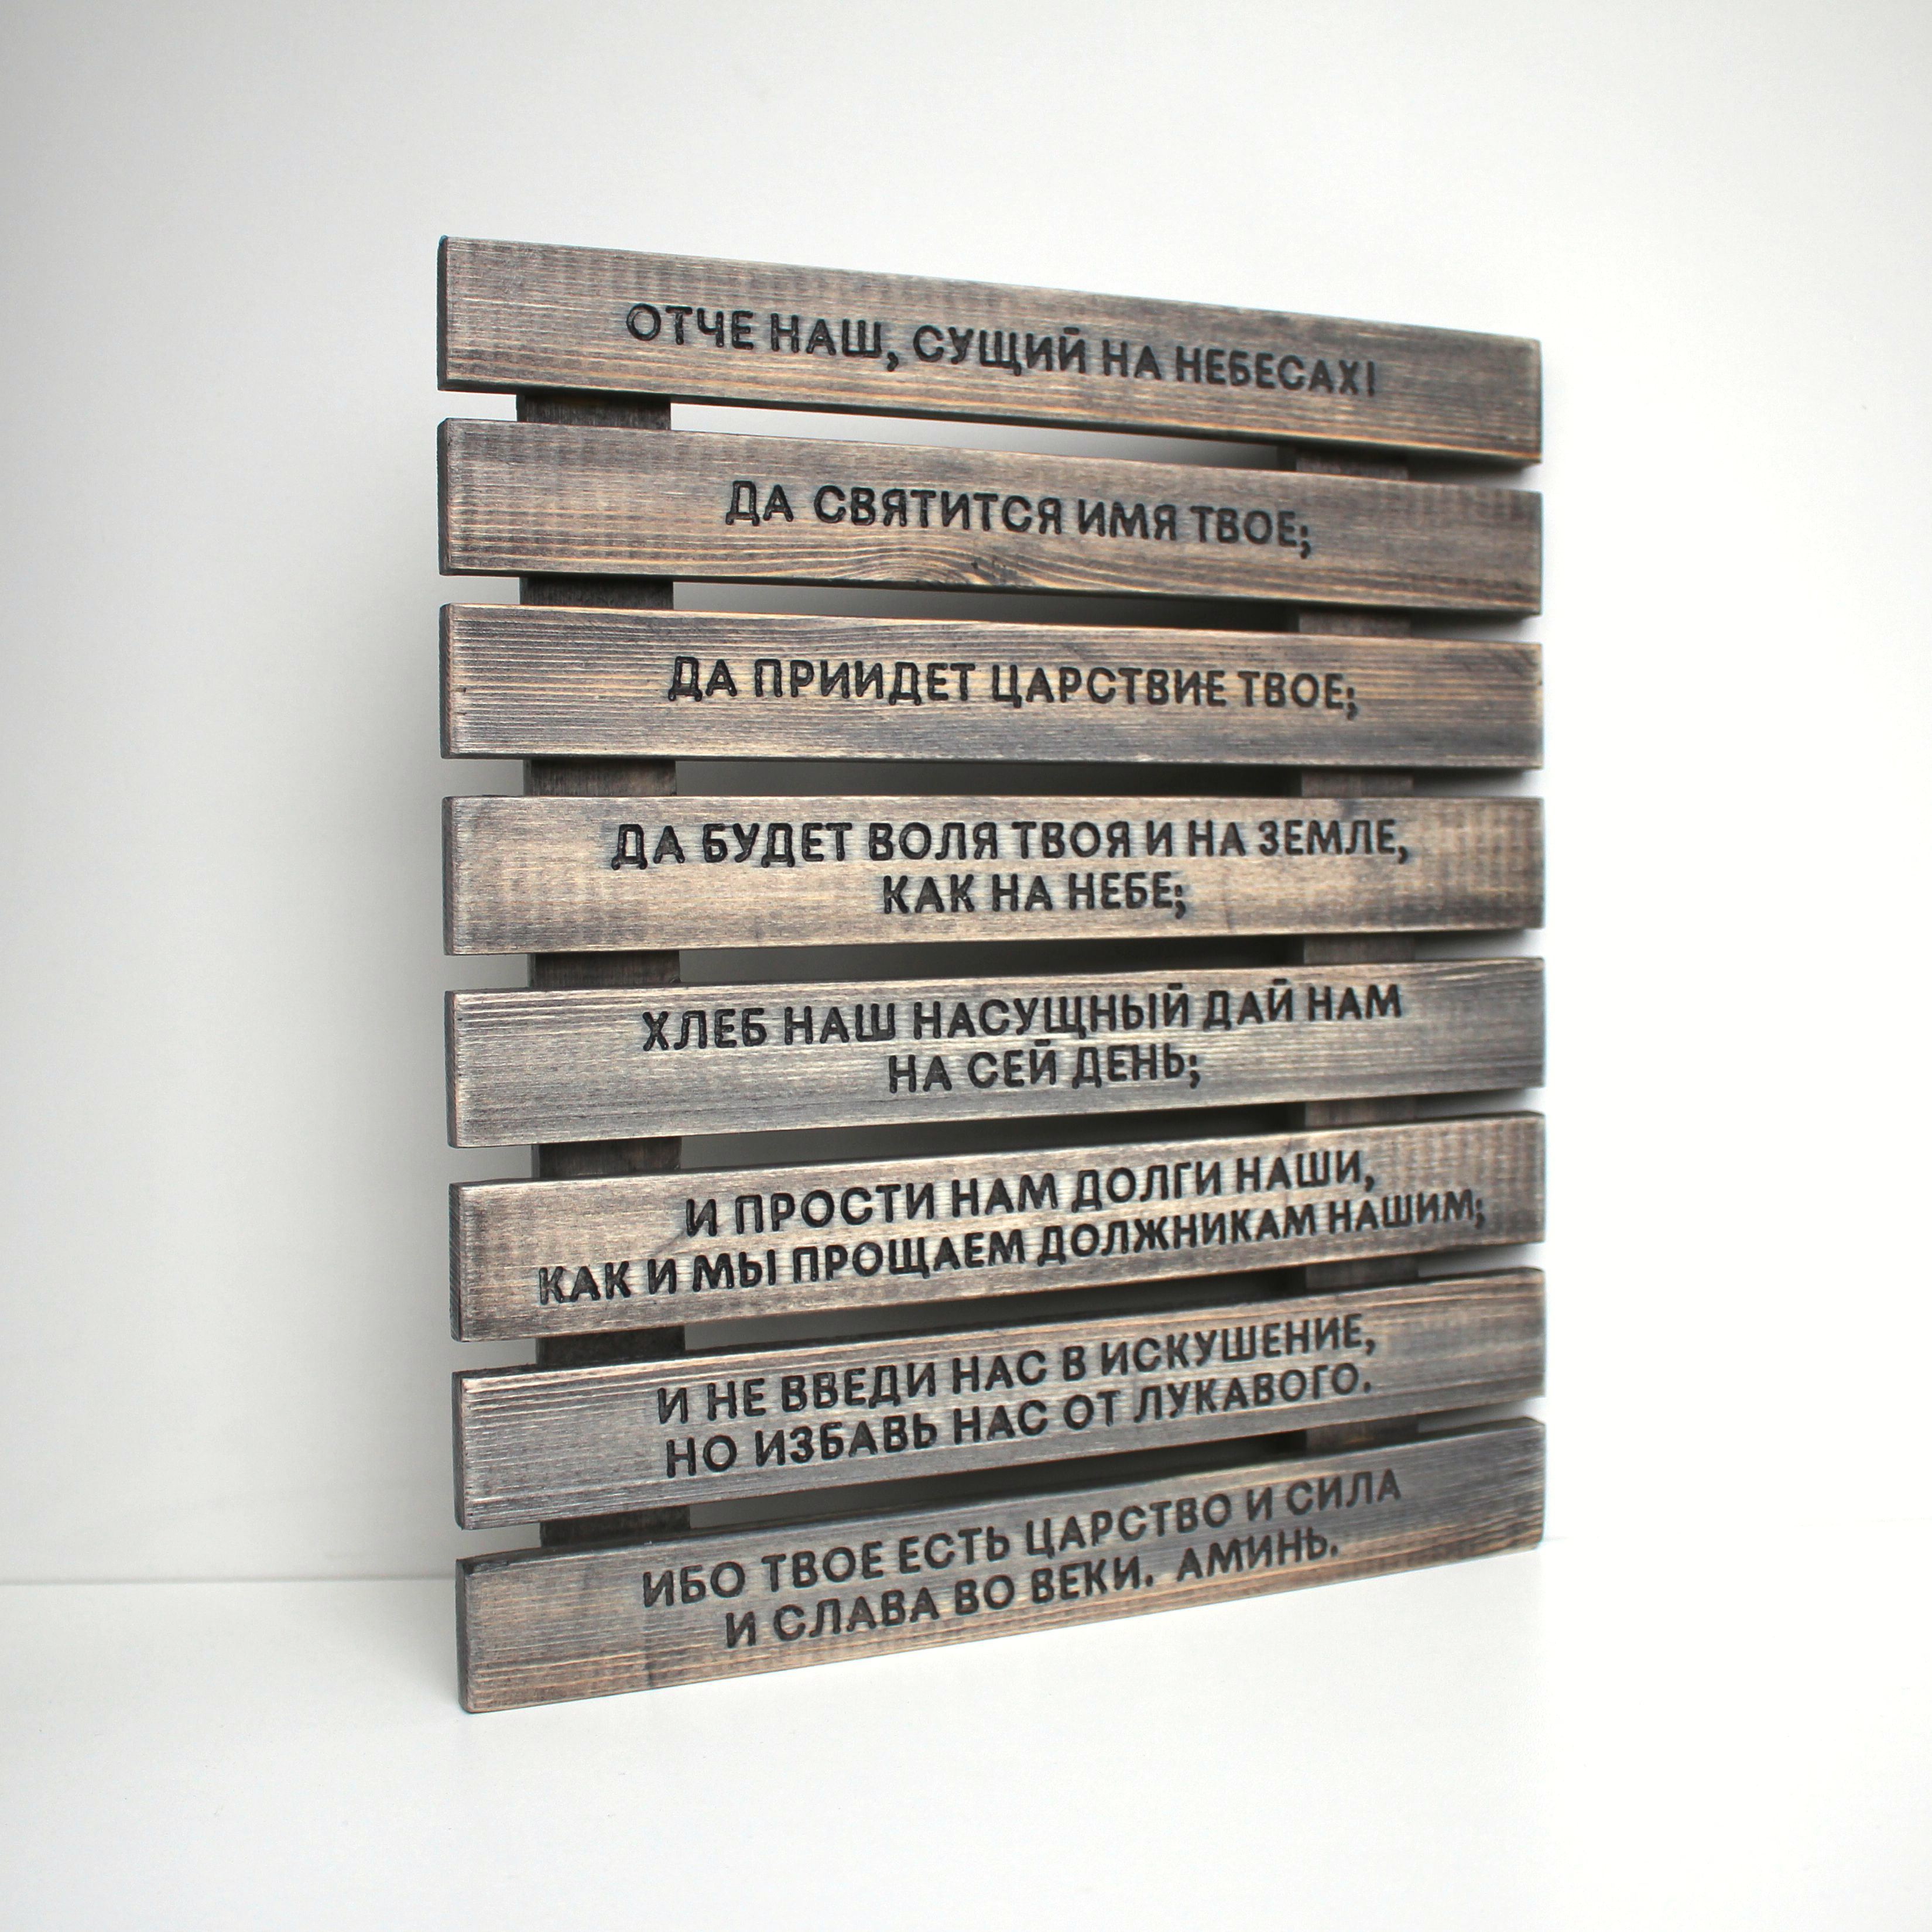 ОТЧЕ НАШ, СУЩИЙ НА НЕБЕСАХ!
ДА СВЯТИТСЯ ИМЯ ТВОЕ;
ДА ПРИИДЕТ ЦАРСТВИЕ ТВОЕ;
ДА БУДЕТ ВОЛЯ ТВОЯ И НА ЗЕМЛЕ,
КАК НА НЕБЕ;
ХЛЕБ НАШ НАСУЩНЫЙ ДАЙ НАМ
НА СЕЙ ДЕНЬ;
И ПРОСТИ НАМ ДОЛГИ НАШИ,
КАК И МЫ ПРОЩАЕМ ДОЛЖНИКАМ НАШИМ;
И НЕ ВВЕДИ НАС В ИСКУШЕНИЕ,
НО ИЗБАВЬ НАС ОТ ЛУКАВОГО.
ИБО ТВОЕ ЕСТЬ ЦАРСТВО И СИЛА
И СЛАВА ВО ВЕКИ. АМИНЬ.